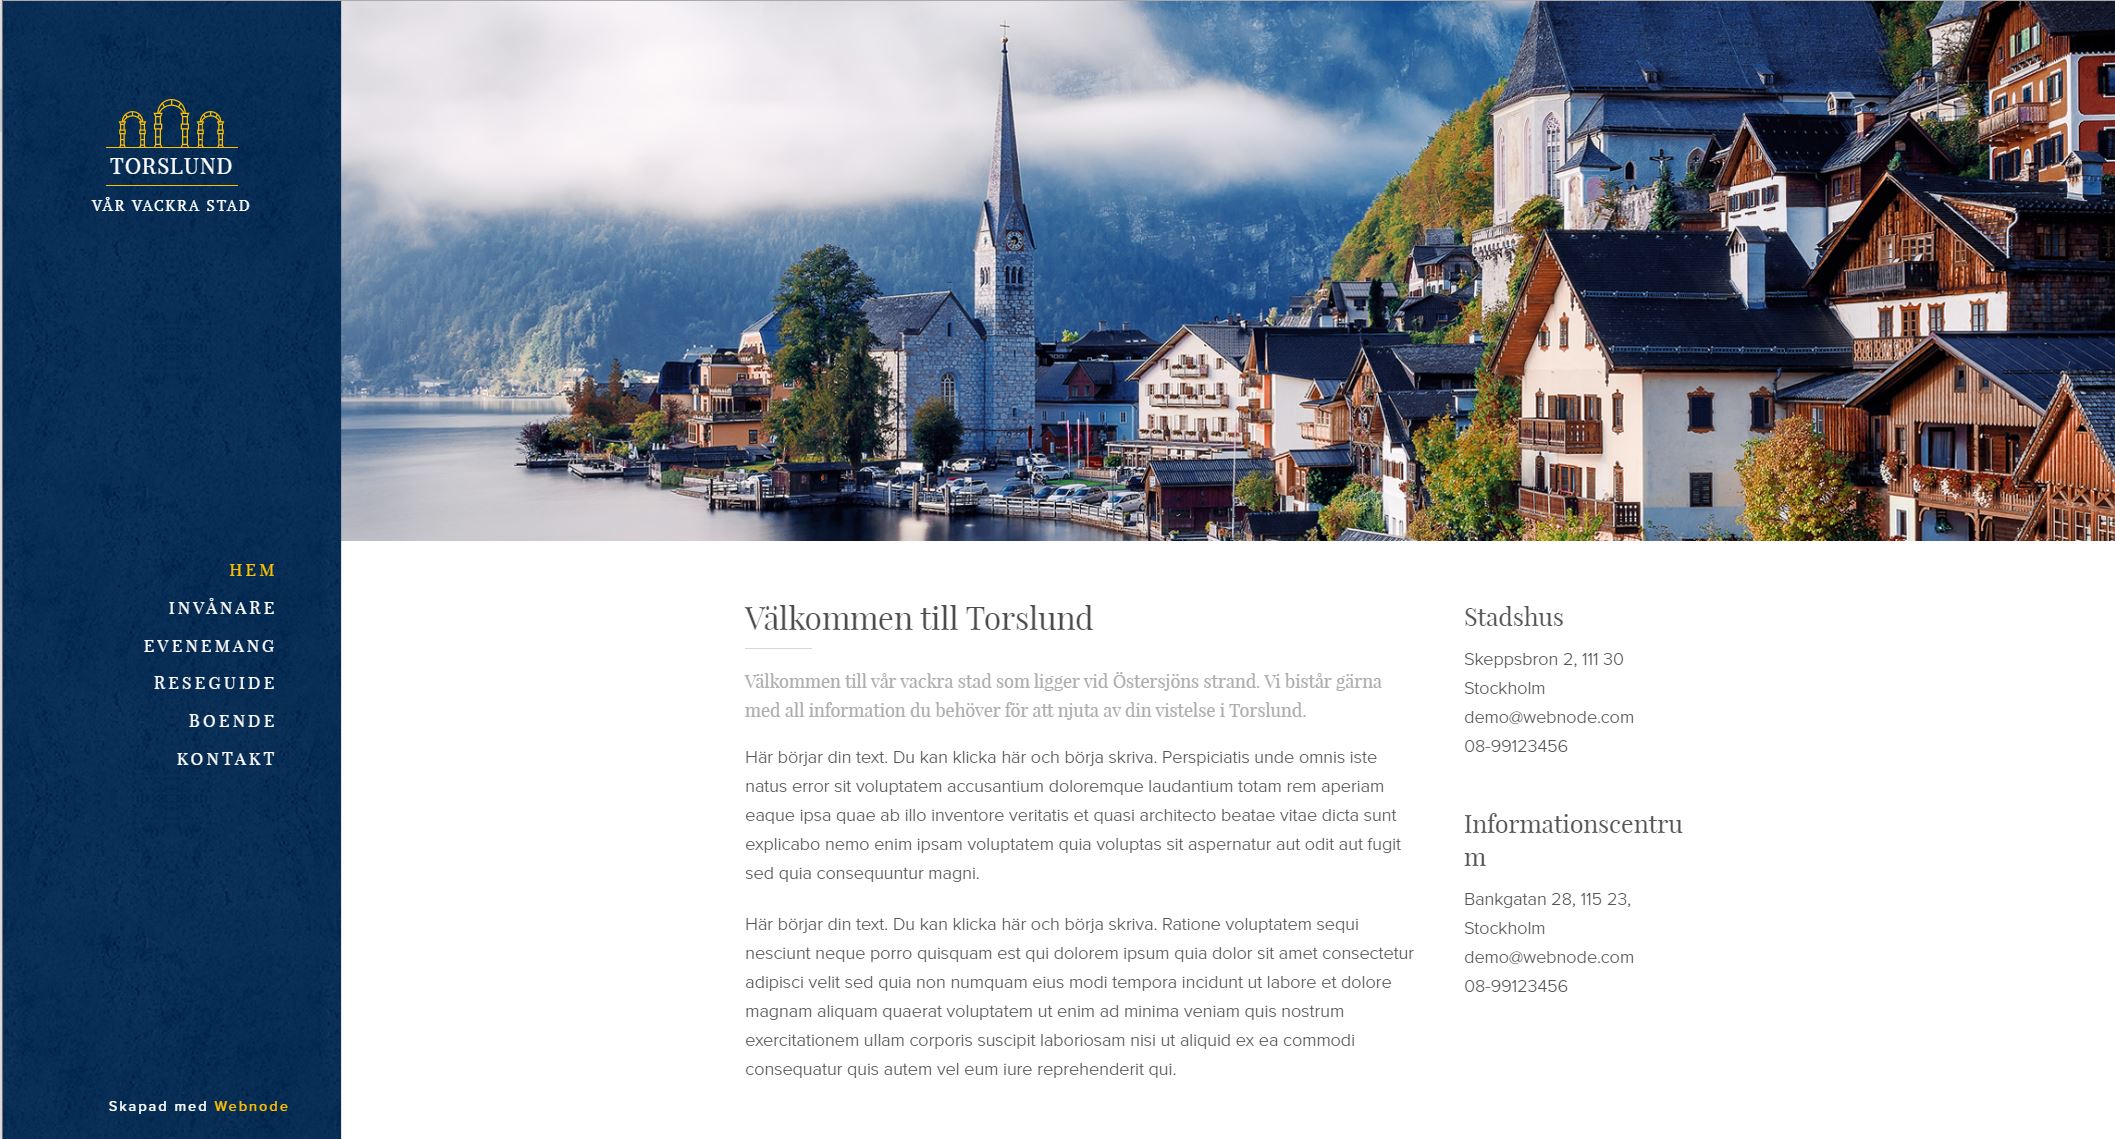 TORSLUND
VÅR VACKRA STAD
HEM
INVÅNARE
EVENEMANG
RESEGUIDE
BOENDE
KONTAKT
Skapad med Webnode
Välkommen till Torslund
Välkommen till vår vackra stad som ligger vid Östersjöns strand. Vi bistår gärna
med all information du behöver för att njuta av din vistelse i Torslund.
Här börjar din text. Du kan klicka här och börja skriva. Perspiciatis unde omnis iste
natus error sit voluptatem accusantium doloremque laudantium totam rem aperiam
eaque ipsa quae ab illo inventore veritatis et quasi architecto beatae vitae dicta sunt
explicabo nemo enim ipsam voluptatem quia voluptas sit aspernatur aut odit aut fugit
sed quia consequuntur magni.
Här börjar din text. Du kan klicka här och börja skriva. Ratione voluptatem sequi
nesciunt neque porro quisquam est qui dolorem ipsum quia dolor sit amet consectetur
adipisci velit sed quia non numquam eius modi tempora incidunt ut labore et dolore
magnam aliquam quaerat voluptatem ut enim ad minima veniam quis nostrum
exercitationem ullam corporis suscipit laboriosam nisi ut aliquid ex ea commodi
consequatur quis autem vel eum iure reprehenderit qui.
Stadshus
Skeppsbron 2, 111 30
Stockholm
demo@webnode.com
08-99123456
Informationscentru
m
Bankgatan 28, 115 23,
Stockholm
demo@webnode.com
08-99123456